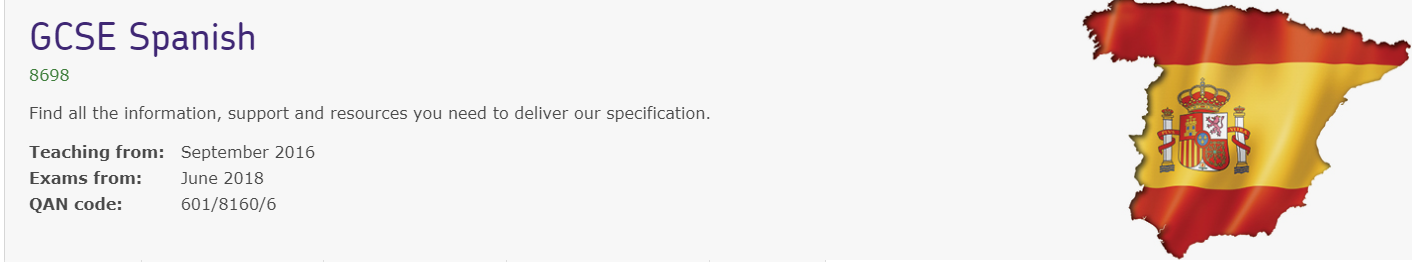 GCSE Spanish
8698
Find all the information, support and resources you need to deliver our specification.
Teaching from: September 2016
Exams from: June 2018
QAN code: 601/8160/6